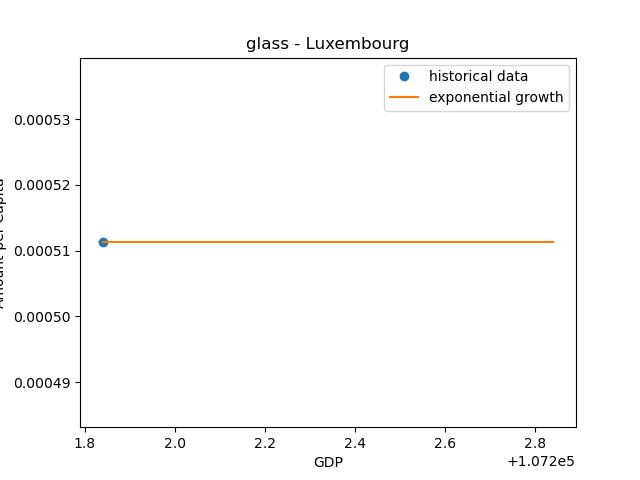 glass - Luxembourg
historical data
exponential growth
0.00053
0.00052
0.00051
0.00050
0.00049
Amount per Capita
1.8 2.0 2.2 2.4 2.6 2.8
GDP
+1.072e5